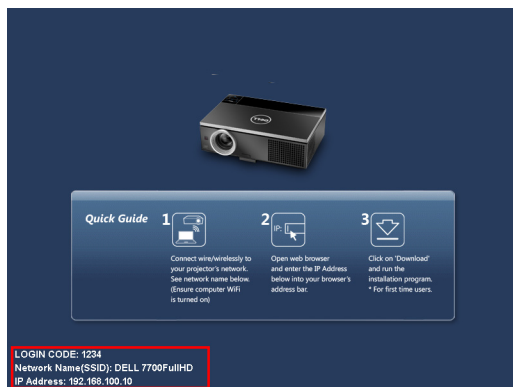 DELL
Quick Guide
1
Connect wire/wirelessly to
your projector's network.
See network name below.
(Ensure computer WiFi
is turned on)
2
IP:
Open web browser
and enter the IP Address
below into your browser's
address bar.
3
Click on 'Download'
and run the
installation program.
* For first time users.
LOGIN CODE: 1234
Network Name(SSID): DELL 7700FullHD
IP Address: 192.168.100.10